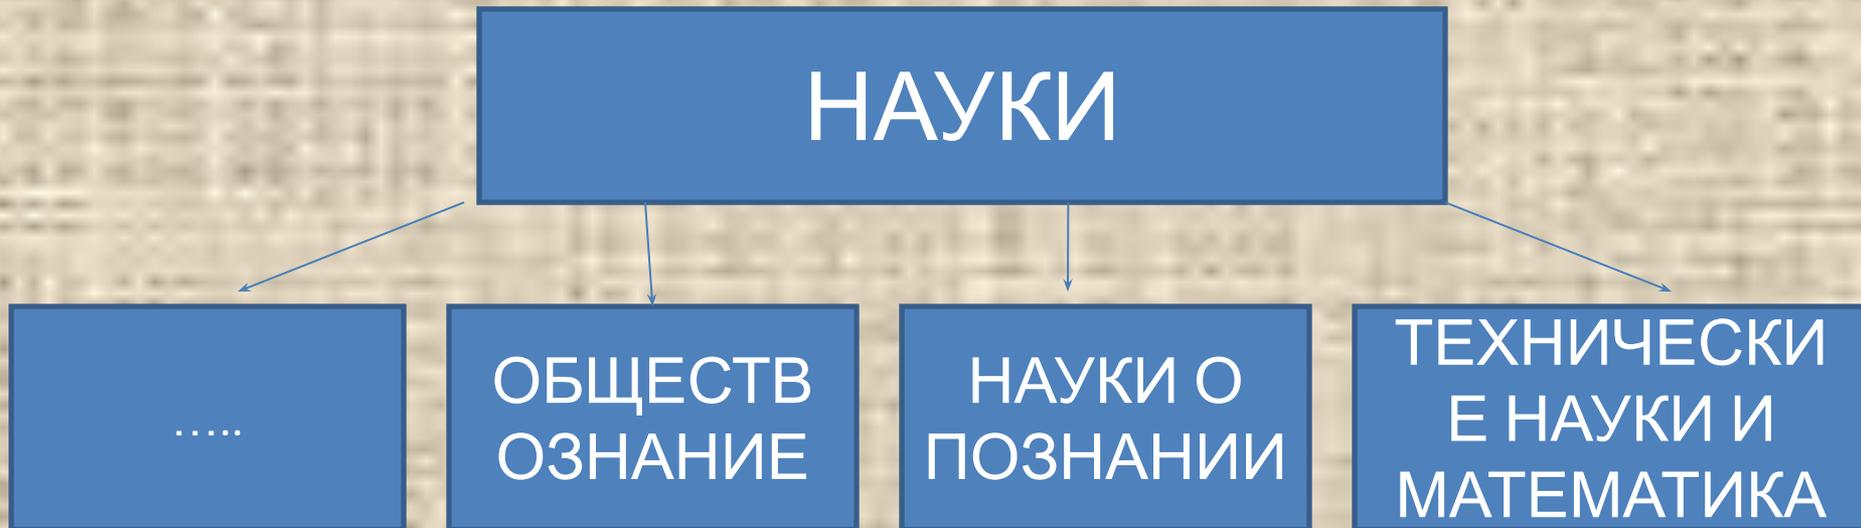 НАУКИ
.....
ОБЩЕСТВ
ОЗНАНИЕ
НАУКИ О
ПОЗНАНИИ
ТЕХНИЧЕСКИ
Е НАУКИ И
МАТЕМАТИКА